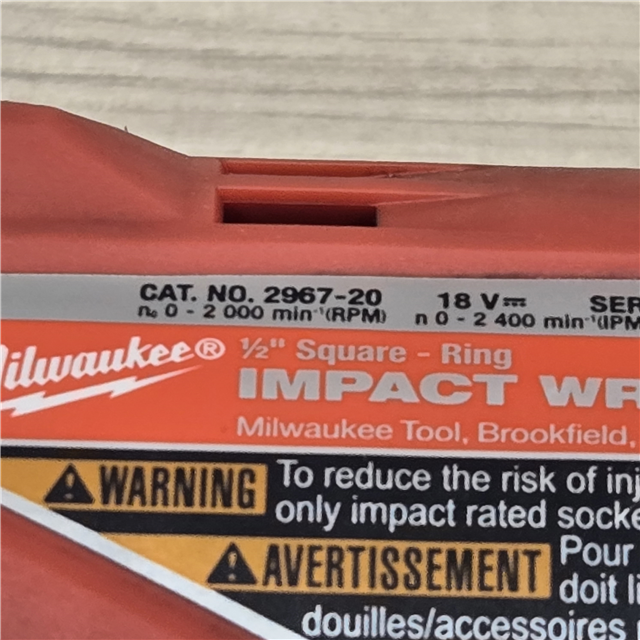 CAT. NO. 2967-20 18 V⎓ SER
n₀ 0 - 2 000 min⁻¹(RPM) n 0 - 2 400 min⁻¹(IPM
Milwaukee® ½" Square - Ring
IMPACT WR
Milwaukee Tool, Brookfield,
WARNING To reduce the risk of inj
only impact rated socke
AVERTISSEMENT Pour
doit li
douilles/accessoires